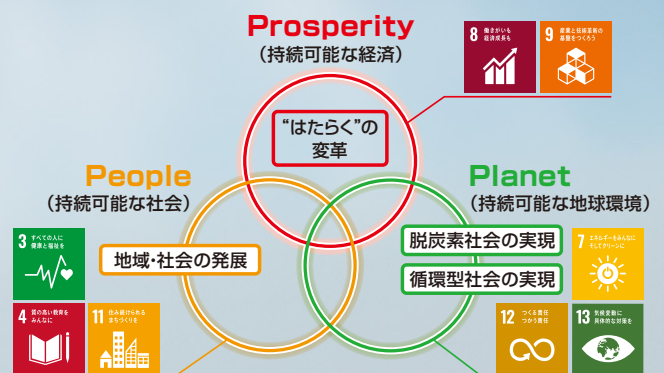 Prosperity
(持続可能な経済)
8 働きがいも
経済成長も
9 産業と技術革新の
基盤をつくろう
“はたらく”の
変革
People
(持続可能な社会)
Planet
(持続可能な地球環境)
3 すべての人に
健康と福祉を
地域・社会の発展
脱炭素社会の実現
循環型社会の実現
7 エネルギーをみんなに
そしてクリーンに
4 質の高い教育を
みんなに
11 住み続けられる
まちづくりを
12 つくる責任
つかう責任
13 気候変動に
具体的な対策を